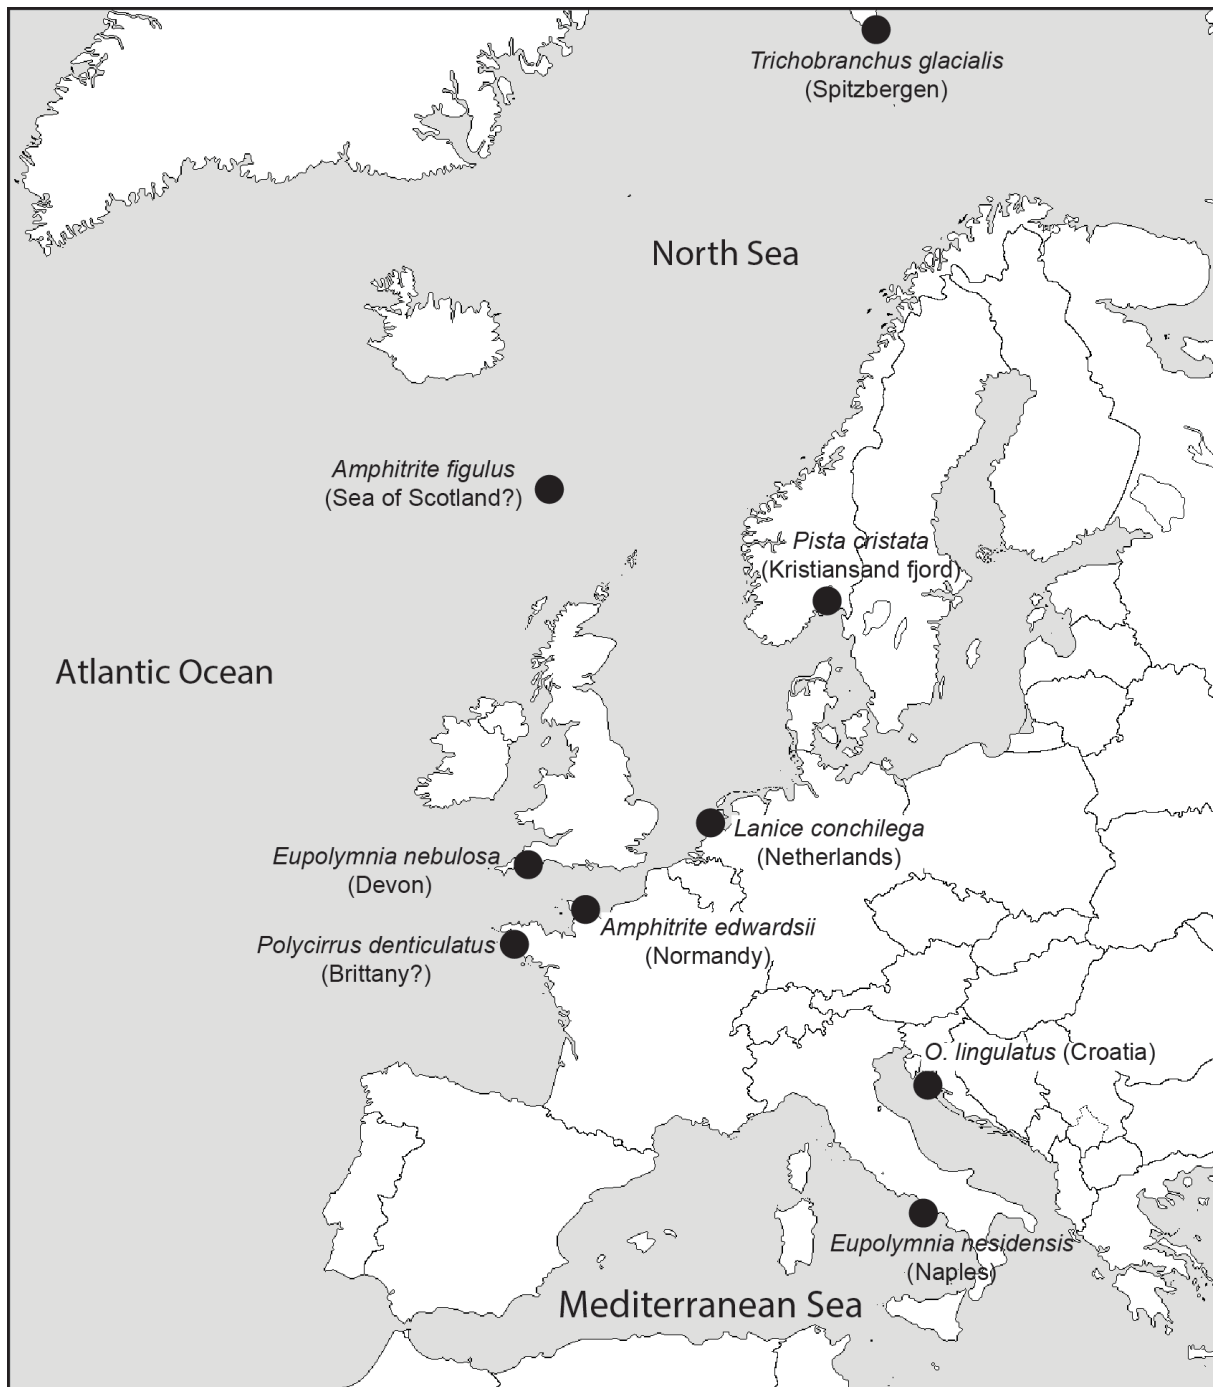 Trichobranchus glacialis
(Spitzbergen)
North Sea
Amphitrite figulus
(Sea of Scotland?)
Pista cristata
(Kristiansand fjord)
Atlantic Ocean
Lanice conchilega
(Netherlands)
Eupolymnia nebulosa
(Devon)
Amphitrite edwardsii
(Normandy)
Polycirrus denticulatus
(Brittany?)
O. lingulatus (Croatia)
Eupolymnia nesidensis
(Naples)
Mediterranean Sea